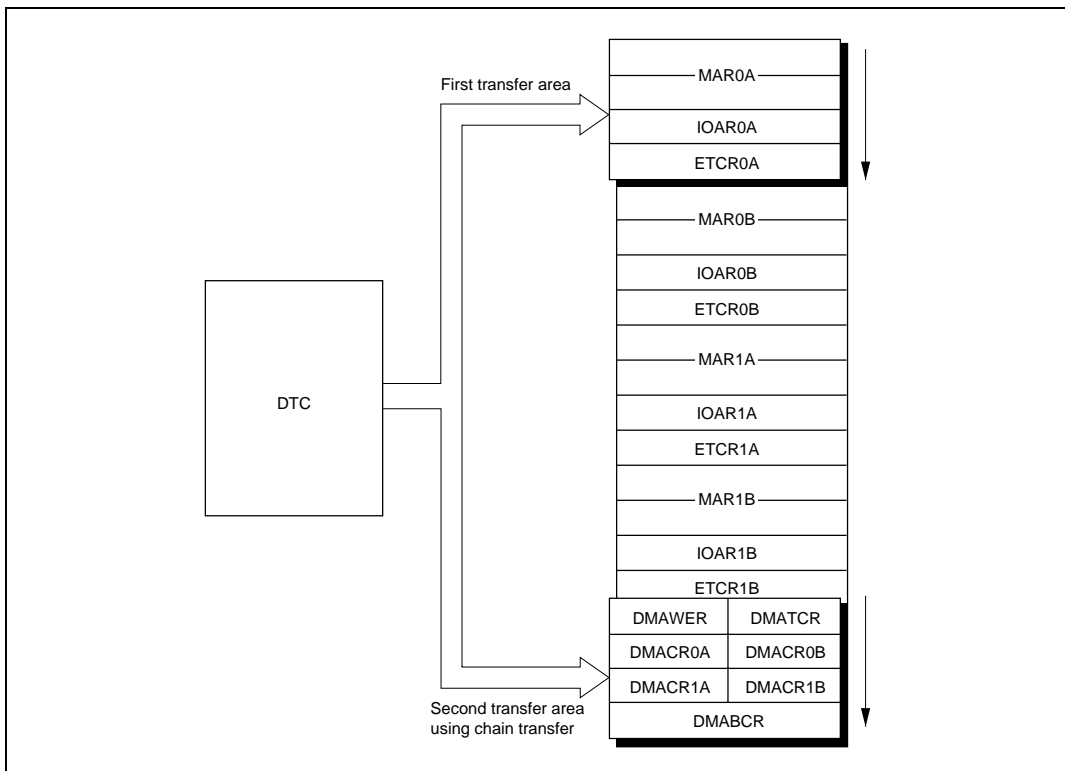 First transfer area
MAR0A
IOAR0A
ETCR0A
MAR0B
IOAR0B
ETCR0B
MAR1A
DTC
IOAR1A
ETCR1A
MAR1B
IOAR1B
ETCR1B
DMAWER DMATCR
DMACR0A DMACR0B
DMACR1A DMACR1B
DMABCR
Second transfer area
using chain transfer